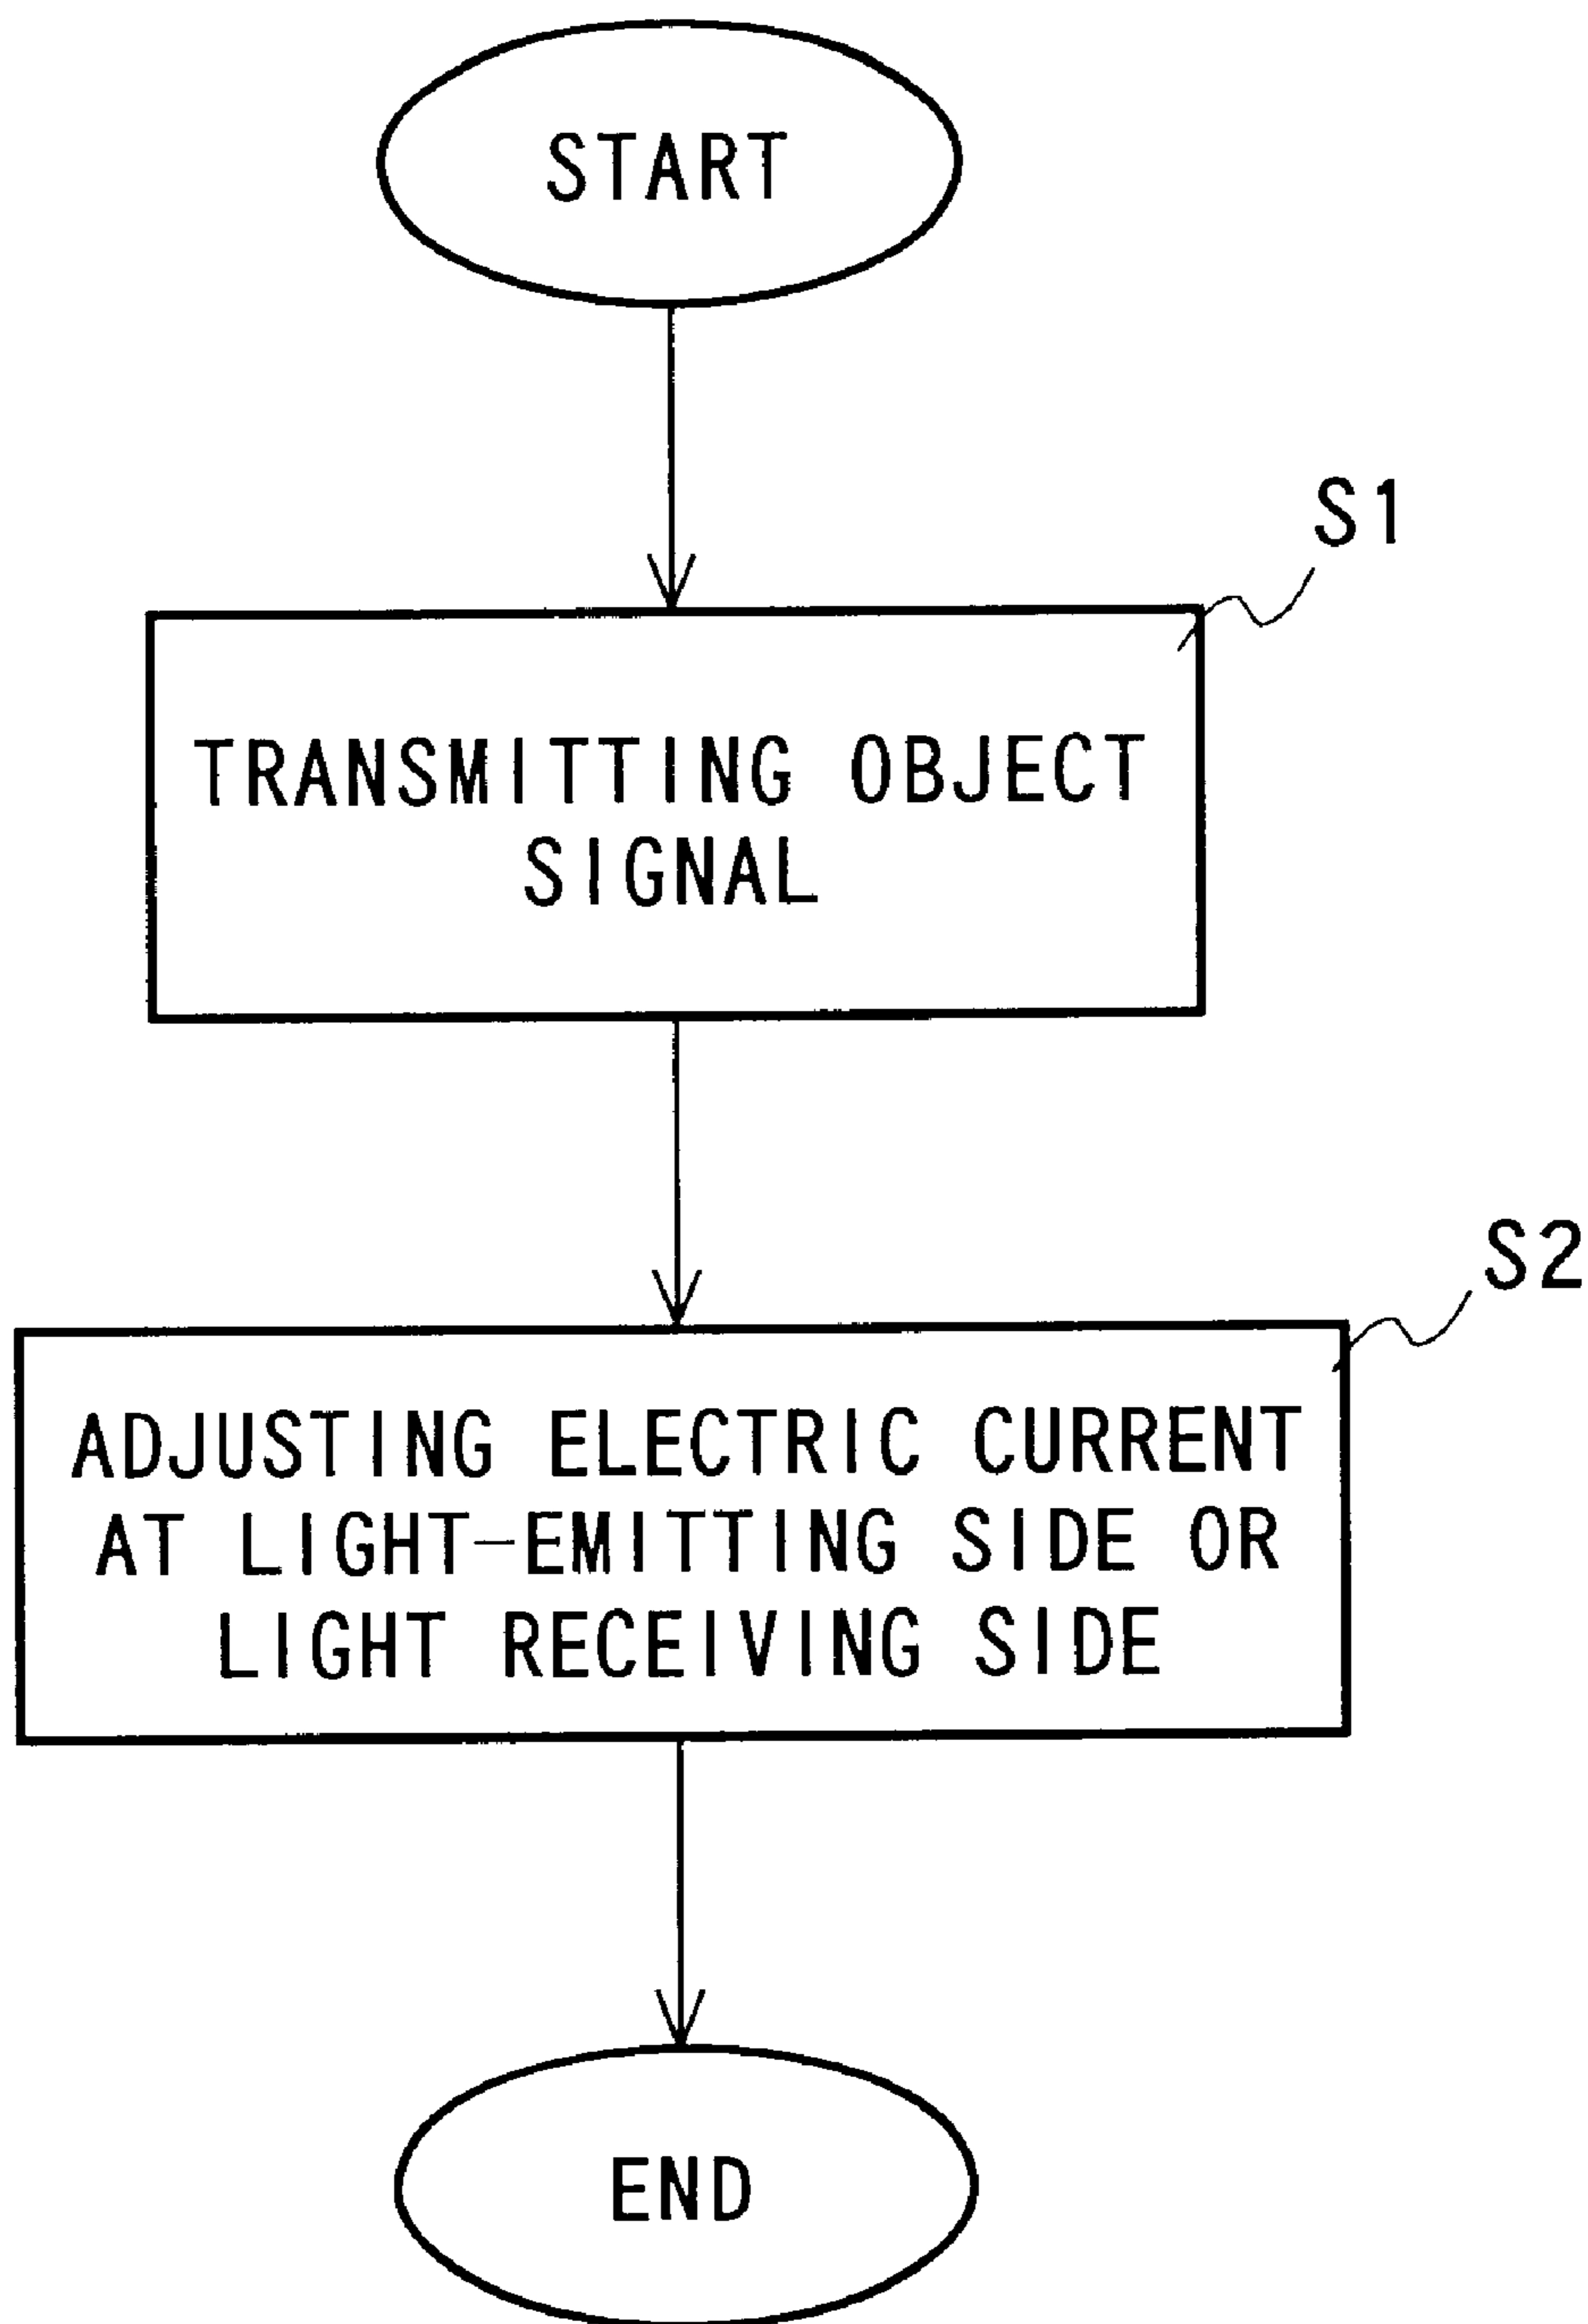 START
S1
TRANSMITTING OBJECT
SIGNAL
S2
ADJUSTING ELECTRIC CURRENT
AT LIGHT-EMITTING SIDE OR
LIGHT RECEIVING SIDE
END